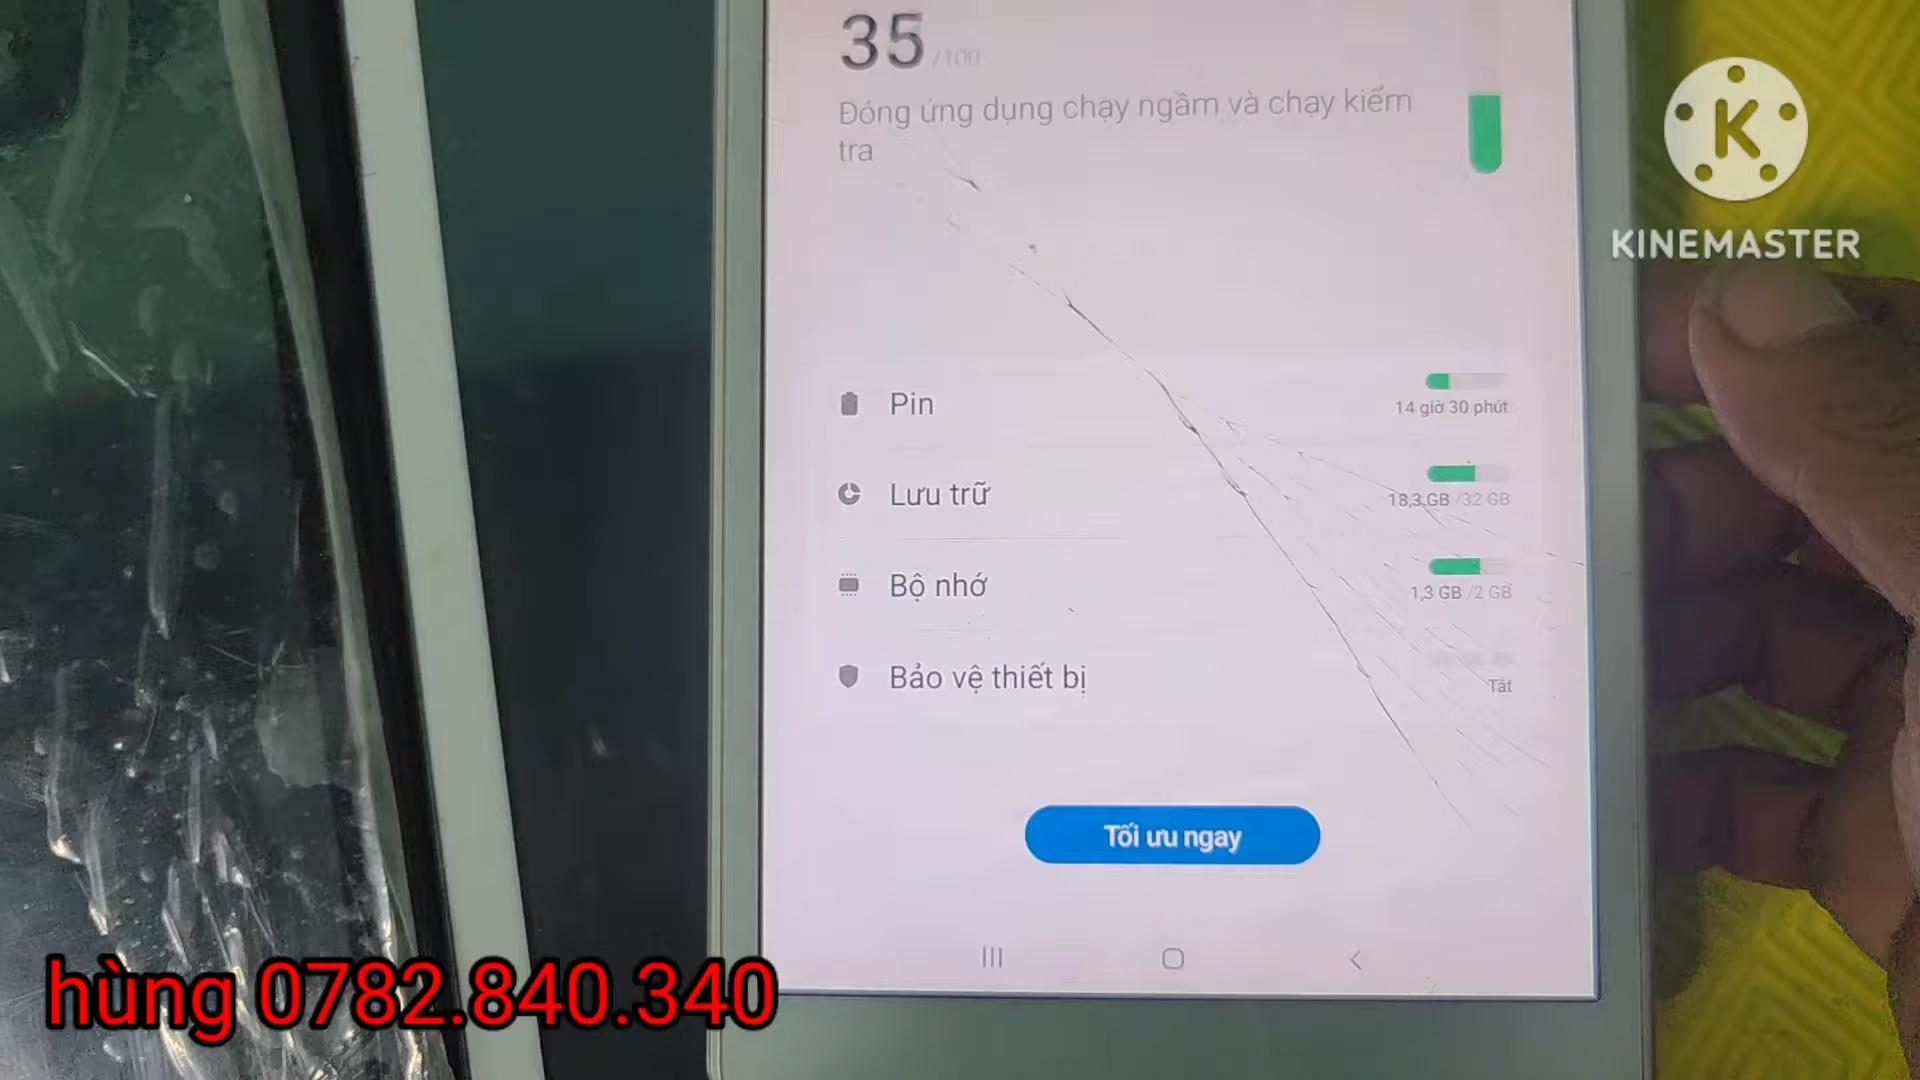 35 /100
Đóng ứng dụng chạy ngầm và chạy kiểm
tra
K
KINEMASTER
Pin
14 giờ 30 phút
Lưu trữ
18,3 GB /32 GB
Bộ nhớ
1,3 GB /2 GB
Bảo vệ thiết bị
Tắt
Tối ưu ngay
hùng 0782.840.340